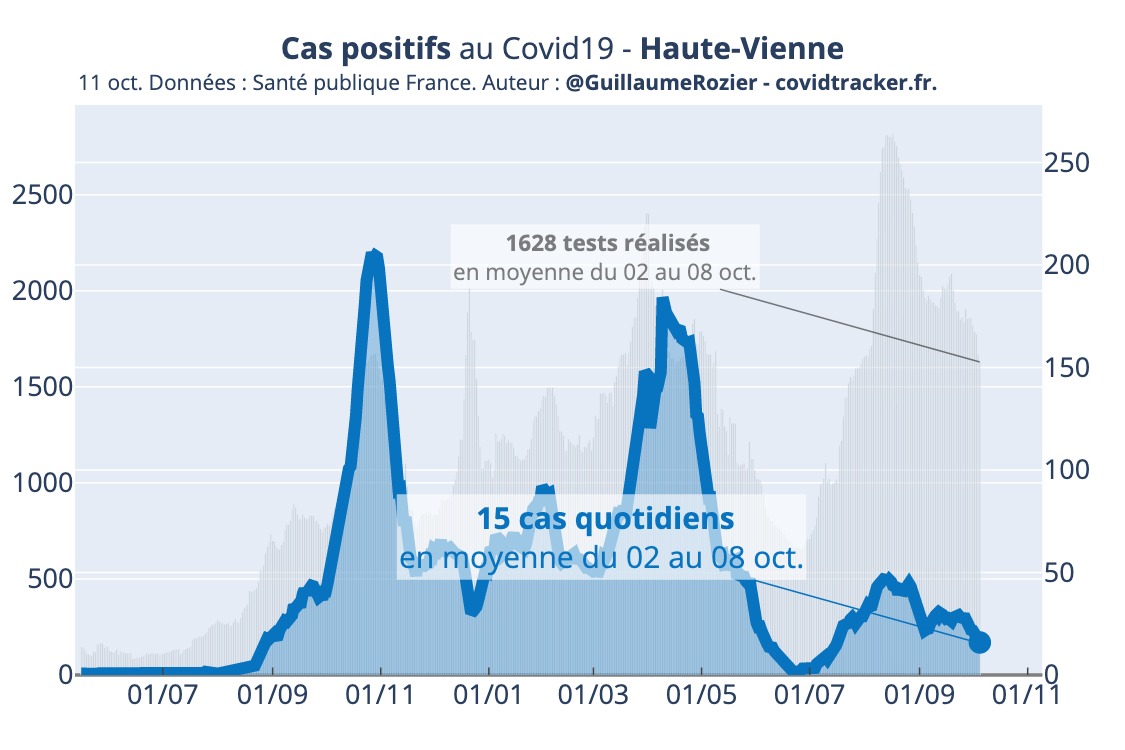 Cas positifs au Covid19 - Haute-Vienne
11 oct. Données : Santé publique France. Auteur : @GuillaumeRozier - covidtracker.fr.
250
2500
1628 tests réalisés
en moyenne du 02 au 08 oct.
200
2000
150
1500
100
1000
15 cas quotidiens
en moyenne du 02 au 08 oct.
50
500
0
0
01/07 01/09 01/11 01/01 01/03 01/05 01/07 01/09 01/11